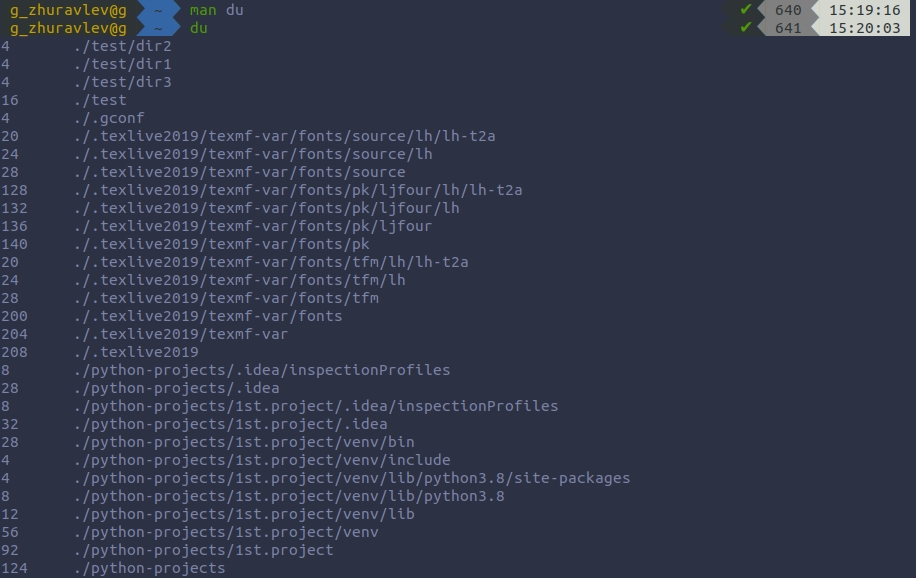 g_zhuravlev@g ~ man du ✔ 640 15:19:16
g_zhuravlev@g ~ du ✔ 641 15:20:03
4 ./test/dir2
4 ./test/dir1
4 ./test/dir3
16 ./test
4 ./.gconf
20 ./.texlive2019/texmf-var/fonts/source/lh/lh-t2a
24 ./.texlive2019/texmf-var/fonts/source/lh
28 ./.texlive2019/texmf-var/fonts/source
128 ./.texlive2019/texmf-var/fonts/pk/ljfour/lh/lh-t2a
132 ./.texlive2019/texmf-var/fonts/pk/ljfour/lh
136 ./.texlive2019/texmf-var/fonts/pk/ljfour
140 ./.texlive2019/texmf-var/fonts/pk
20 ./.texlive2019/texmf-var/fonts/tfm/lh/lh-t2a
24 ./.texlive2019/texmf-var/fonts/tfm/lh
28 ./.texlive2019/texmf-var/fonts/tfm
200 ./.texlive2019/texmf-var/fonts
204 ./.texlive2019/texmf-var
208 ./.texlive2019
8 ./python-projects/.idea/inspectionProfiles
28 ./python-projects/.idea
8 ./python-projects/1st.project/.idea/inspectionProfiles
32 ./python-projects/1st.project/.idea
28 ./python-projects/1st.project/venv/bin
4 ./python-projects/1st.project/venv/include
4 ./python-projects/1st.project/venv/lib/python3.8/site-packages
8 ./python-projects/1st.project/venv/lib/python3.8
12 ./python-projects/1st.project/venv/lib
56 ./python-projects/1st.project/venv
92 ./python-projects/1st.project
124 ./python-projects